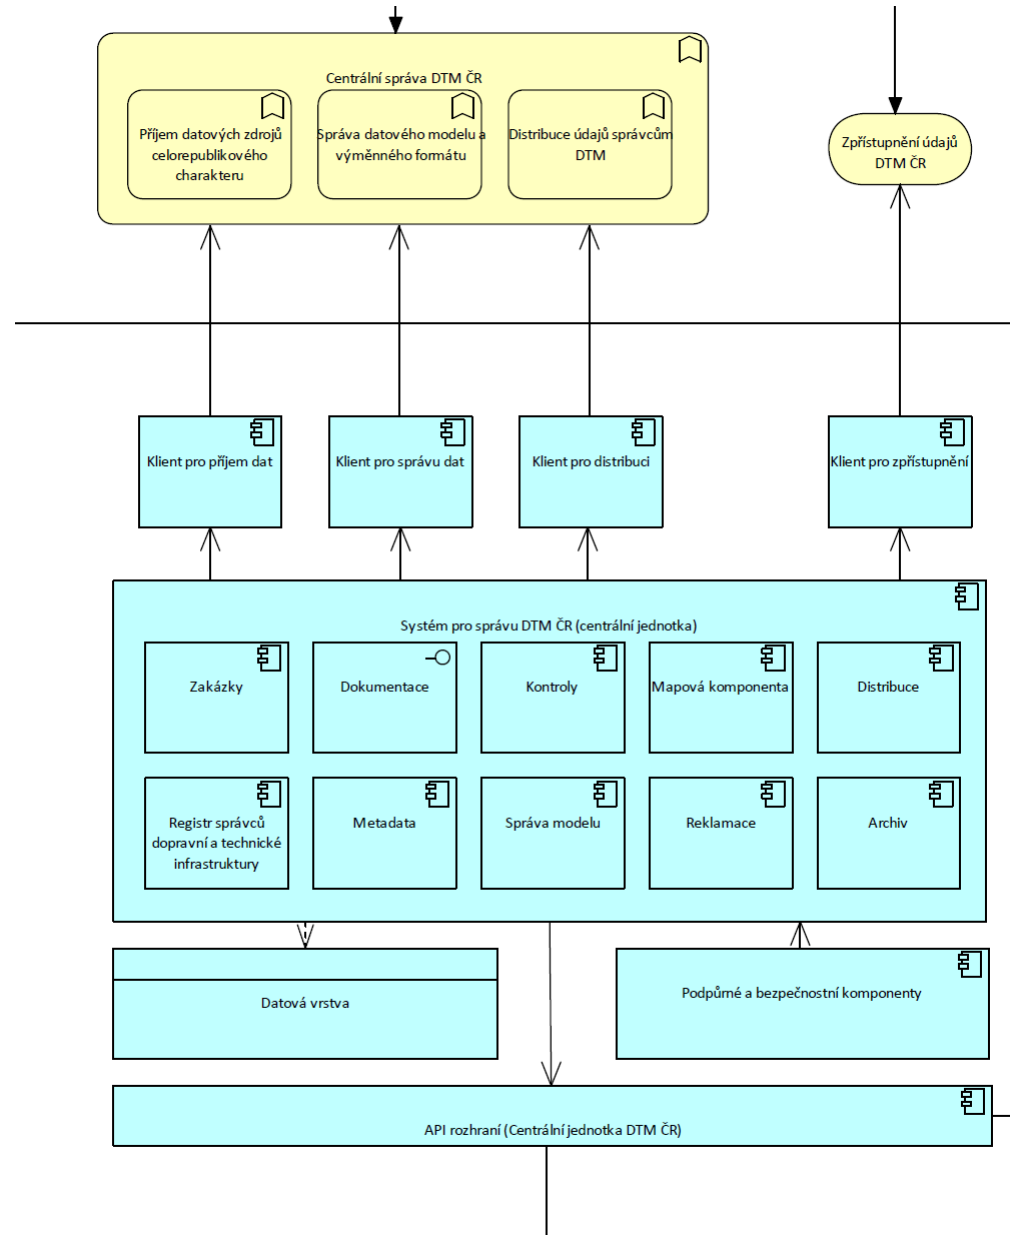 Centrální správa DTM ČR
Příjem datových zdrojů
celorepublikového
charakteru
Správa datového modelu a
výměnného formátu
Distribuce údajů správcům
DTM
Zpřístupnění údajů
DTM ČR
Klient pro příjem dat
Klient pro správu dat
Klient pro distribuci
Klient pro zpřístupnění
Systém pro správu DTM ČR (centrální jednotka)
Zakázky
Dokumentace
Kontroly
Mapová komponenta
Distribuce
Registr správců
dopravní a technické
infrastruktury
Metadata
Správa modelu
Reklamace
Archiv
Datová vrstva
Podpůrné a bezpečnostní komponenty
API rozhraní (Centrální jednotka DTM ČR)